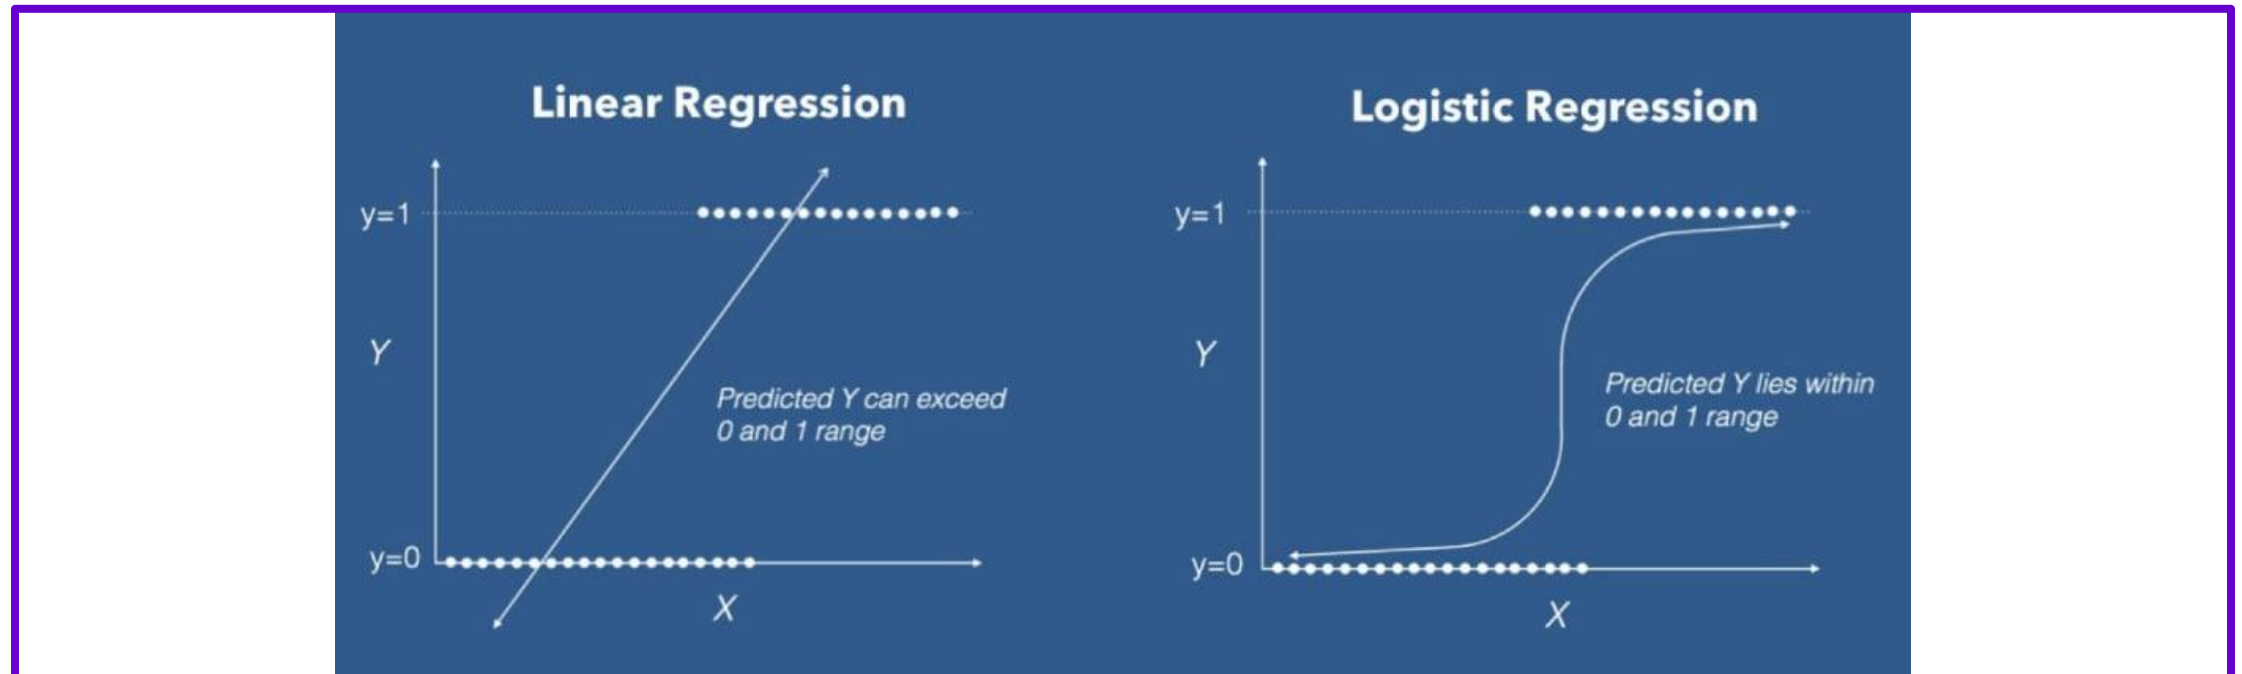 Linear Regression
y=1
Y
Predicted Y can exceed
0 and 1 range
y=0
X
Logistic Regression
y=1
Y
Predicted Y lies within
0 and 1 range
y=0
X